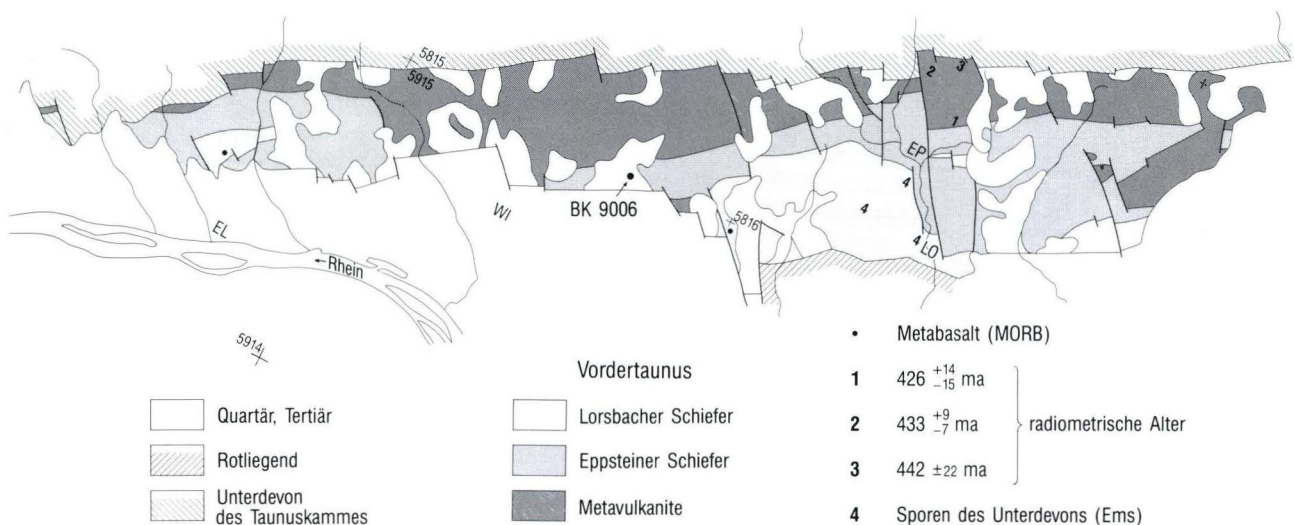 5815
5915
2
3
1
EP
4
4
BK 9006
WI
5816
4 LO
EL
←Rhein
5914
• Metabasalt (MORB)
Vordertaunus
1 426 +14 -15 ma
Quartär, Tertiär
Lorsbacher Schiefer
2 433 +9 -7 ma
radiometrische Alter
Rotliegend
Eppsteiner Schiefer
3 442 ±22 ma
Unterdevon
des Taunuskammes
Metavulkanite
4 Sporen des Unterdevons (Ems)